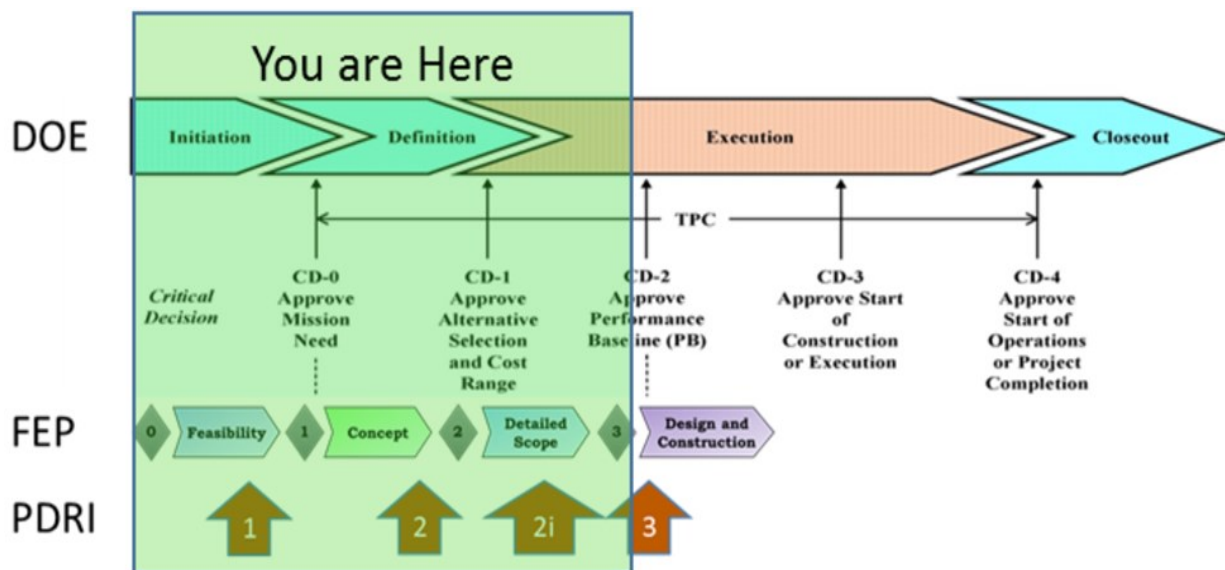 You are Here
DOE
Initiation
Definition
Execution
Closeout
TPC
Critical
Decision
CD-0
Approve
Mission
Need
CD-1
Approve
Alternative
Selection
and Cost
Range
CD-2
Approve
Performance
Baseline (PB)
CD-3
Approve Start
of
Construction
or Execution
CD-4
Approve
Start of
Operations
or Project
Completion
FEP
0
Feasibility
1
Concept
2
Detailed
Scope
3
Design and
Construction
PDRI
1
2
2i
3